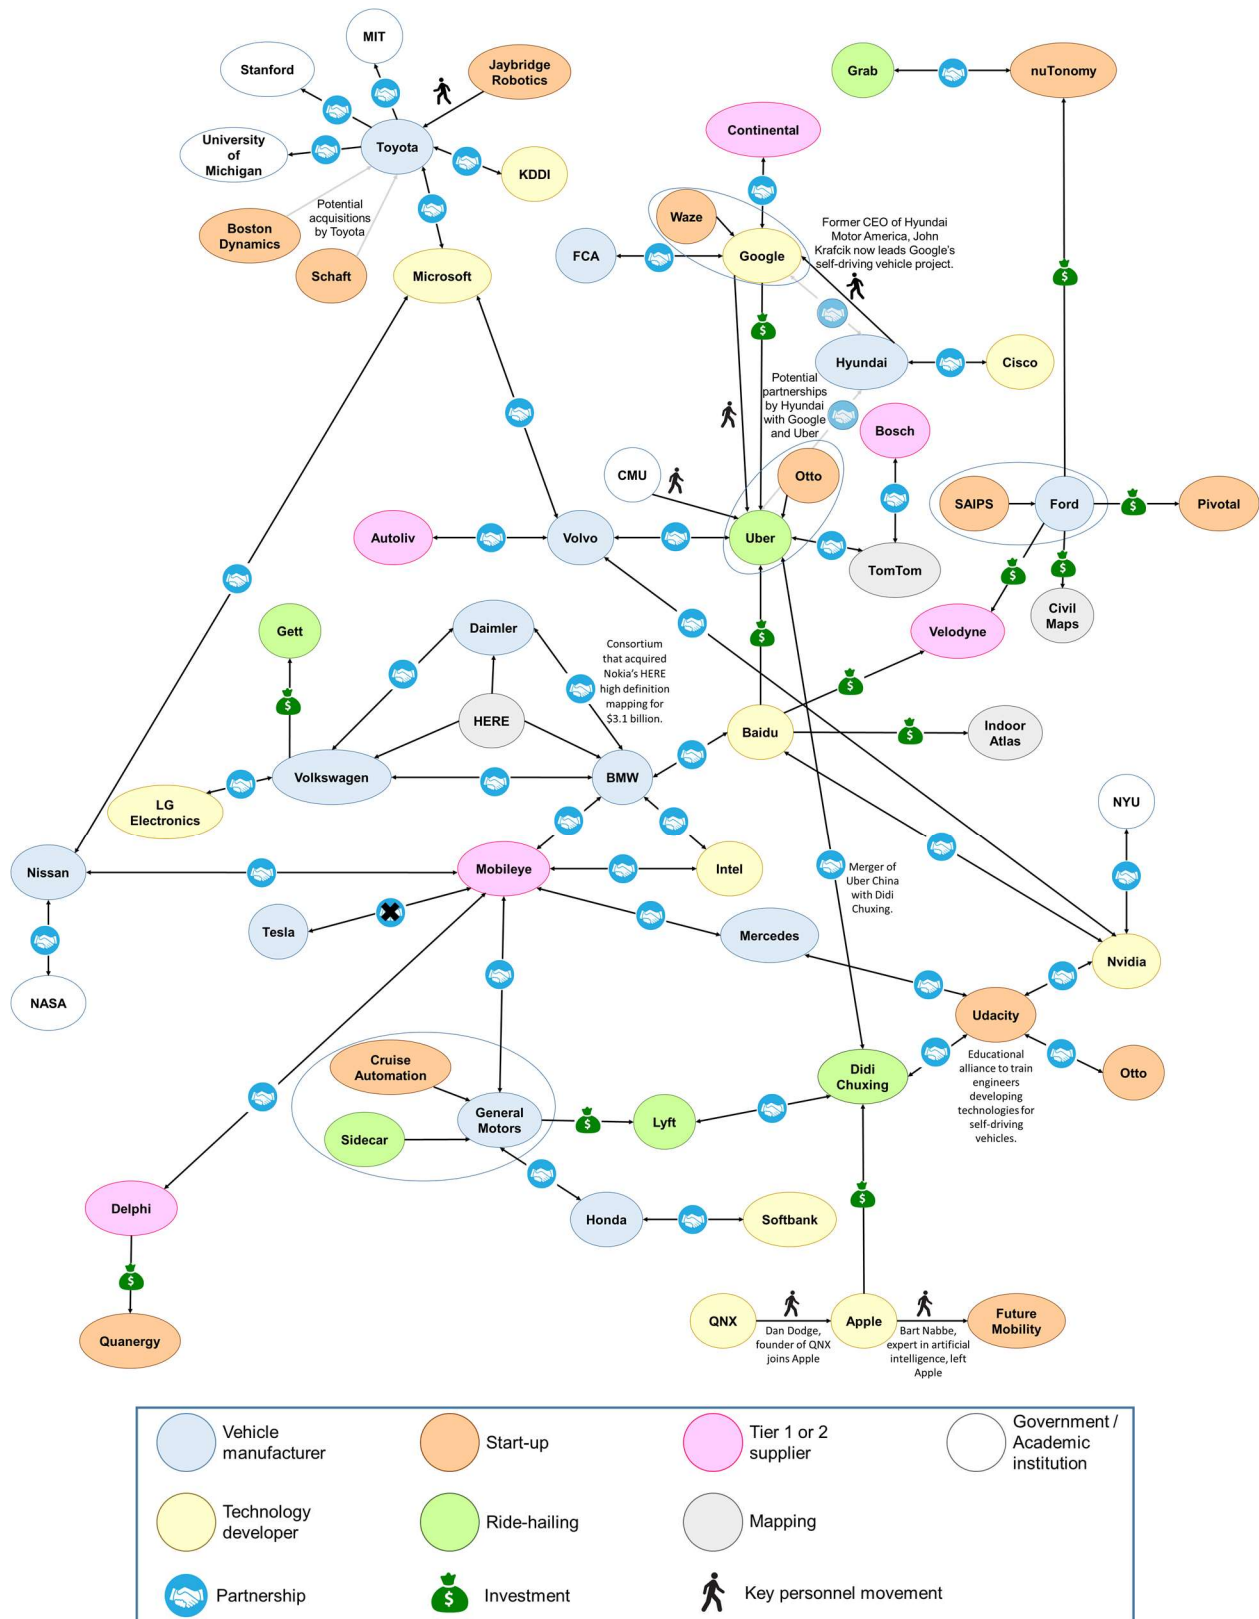 MIT
Stanford
Jaybridge
Robotics
Grab
nuTonomy
University
of
Michigan
Toyota
Continental
KDDI
Boston
Dynamics
Potential
acquisitions
by Toyota
Schaft
Microsoft
Waze
FCA
Google
Former CEO of Hyundai
Motor America, John
Krafcik now leads Google's
self-driving vehicle project.
$
$
Hyundai
Cisco
Potential
partnerships
by Hyundai
with Google
and Uber
Bosch
CMU
Otto
SAIPS
Ford
$
Pivotal
Autoliv
Volvo
Uber
TomTom
$
$
Civil
Maps
Velodyne
Gett
Daimler
$
Consortium
that acquired
Nokia's HERE
high definition
mapping for
$3.1 billion.
$
$
HERE
Baidu
$
Indoor
Atlas
Volkswagen
BMW
LG
Electronics
NYU
Nissan
Mobileye
Intel
Merger of
Uber China
with Didi
Chuxing.
Tesla
Mercedes
Nvidia
NASA
Udacity
Educational
alliance to train
engineers
developing
technologies for
self-driving
vehicles.
Otto
Cruise
Automation
Didi
Chuxing
General
Motors
$
Lyft
Sidecar
Delphi
$
Honda
Softbank
$
Quanergy
QNX
Apple
Future
Mobility
Dan Dodge,
founder of QNX
joins Apple
Bart Nabbe,
expert in artificial
intelligence, left
Apple
Vehicle
manufacturer
Start-up
Tier 1 or 2
supplier
Government /
Academic
institution
Technology
developer
Ride-hailing
Mapping
Partnership
$
Investment
Key personnel movement